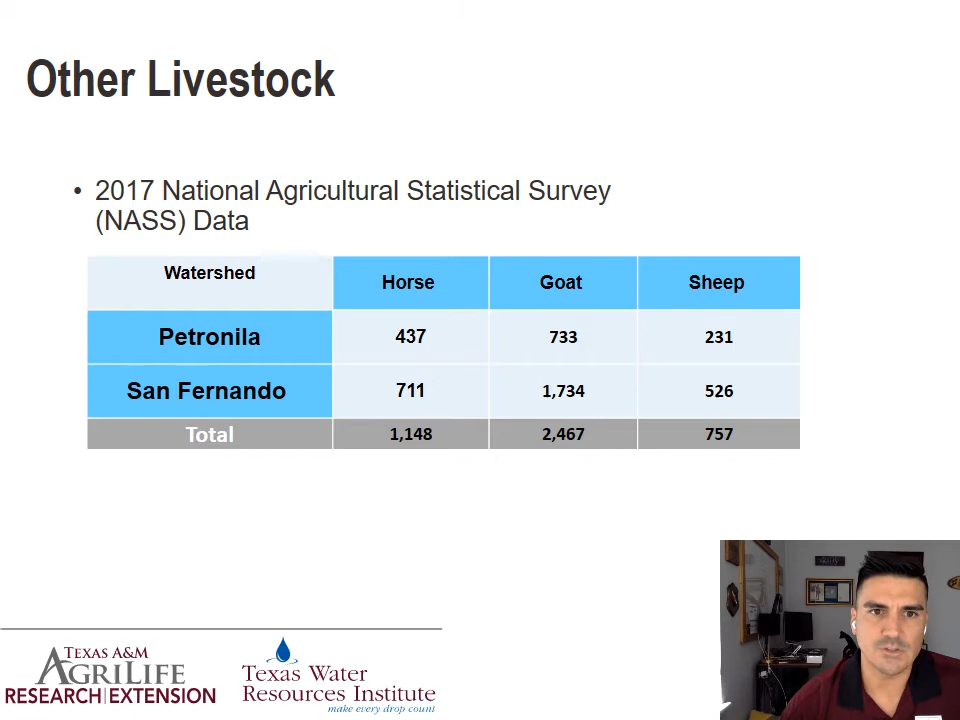 Other Livestock
• 2017 National Agricultural Statistical Survey
(NASS) Data
Watershed Horse Goat Sheep
Petronila 437 733 231
San Fernando 711 1,734 526
Total 1,148 2,467 757
TEXAS A&M
AGRILIFE
RESEARCH | EXTENSION
Texas Water
Resources Institute
make every drop count